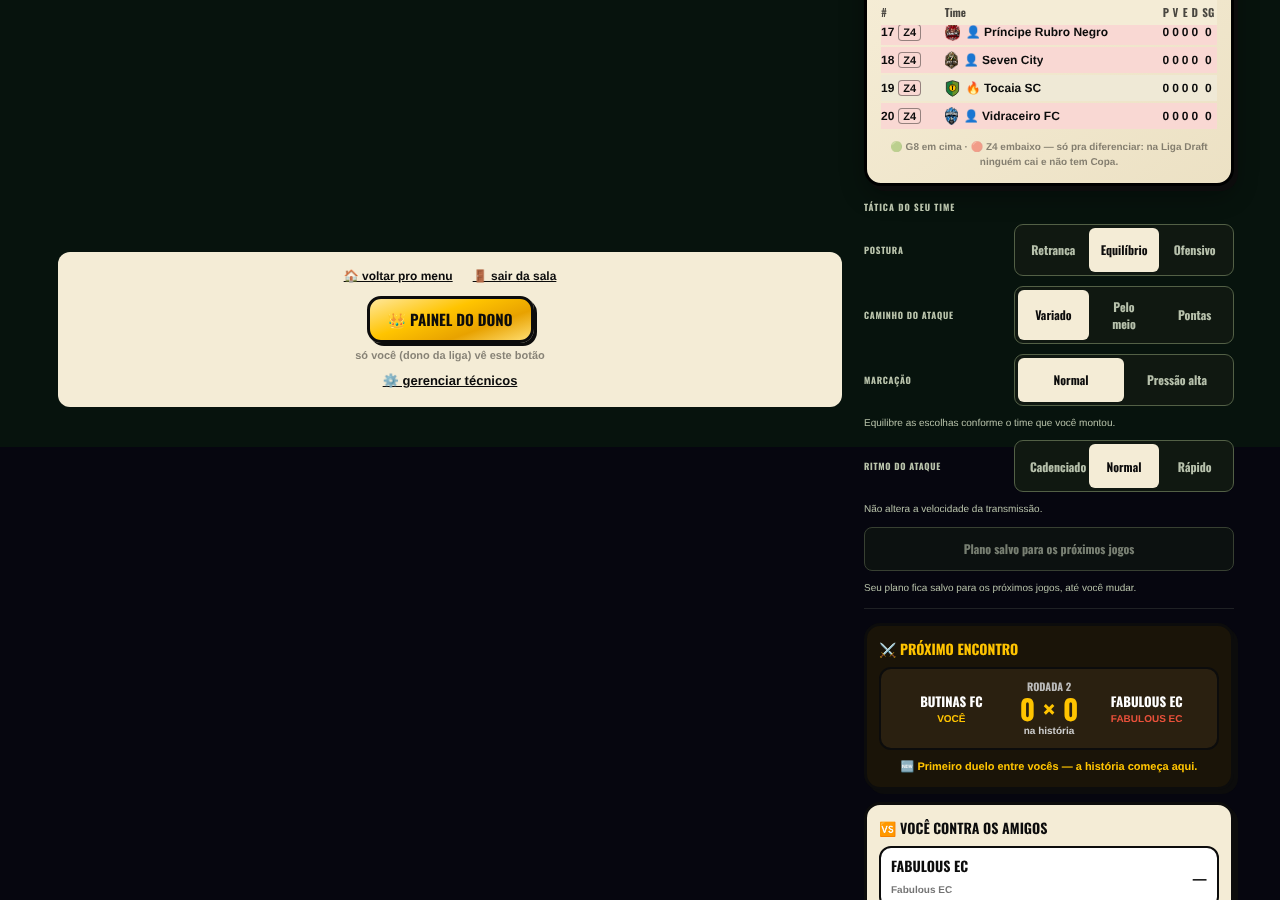 # Time P V E D SG
17 Z4 Príncipe Rubro Negro 0 0 0 0 0
18 Z4 Seven City 0 0 0 0 0
19 Z4 Tocaia SC 0 0 0 0 0
20 Z4 Vidraceiro FC 0 0 0 0 0
G8 em cima · Z4 embaixo — só pra diferenciar: na Liga Draft
ninguém cai e não tem Copa.
voltar pro menu sair da sala
PAINEL DO DONO
só você (dono da liga) vê este botão
gerenciar técnicos
TÁTICA DO SEU TIME
POSTURA Retranca Equilíbrio Ofensivo
CAMINHO DO ATAQUE Variado Pelo meio Pontas
MARCAÇÃO Normal Pressão alta
Equilibre as escolhas conforme o time que você montou.
RITMO DO ATAQUE Cadenciado Normal Rápido
Não altera a velocidade da transmissão.
Plano salvo para os próximos jogos
Seu plano fica salvo para os próximos jogos, até você mudar.
⚔️ PRÓXIMO ENCONTRO
RODADA 2
BUTINAS FC 0 × 0 FABULOUS EC
VOCÊ FABULOUS EC
na história
🆕 Primeiro duelo entre vocês — a história começa aqui.
🆚 VOCÊ CONTRA OS AMIGOS
FABULOUS EC
—
Fabulous EC